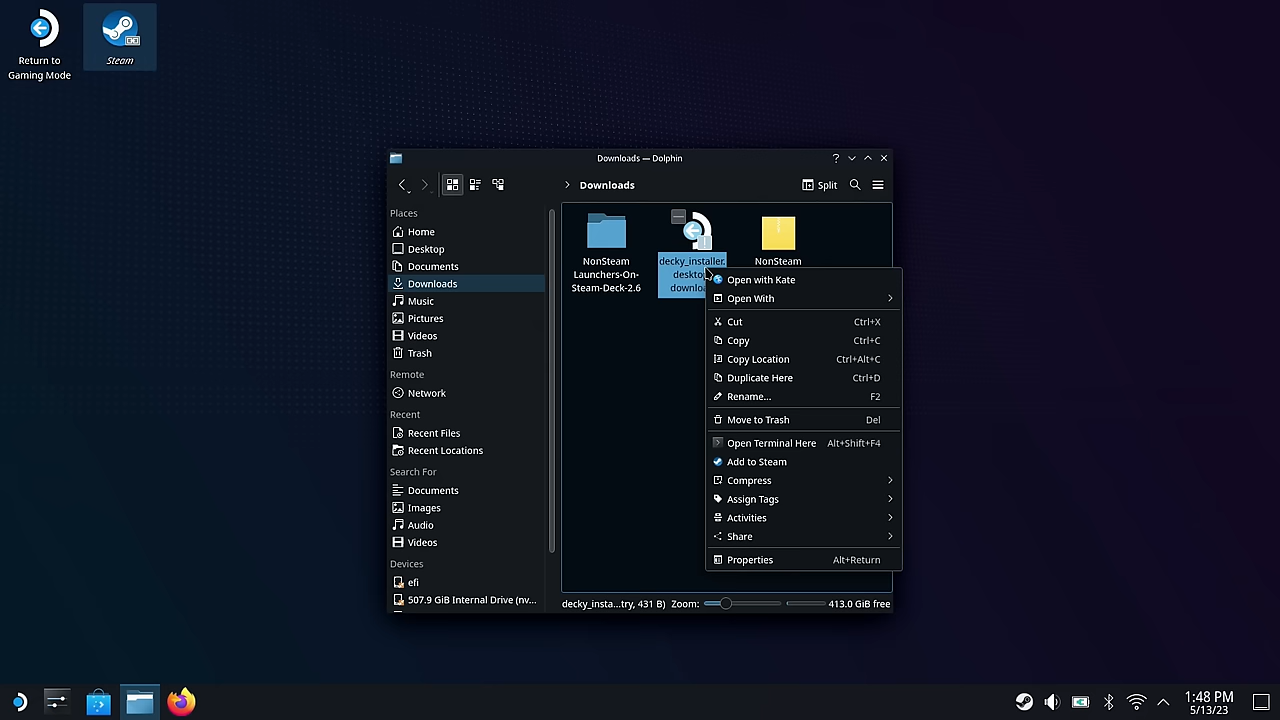 Return to
Gaming Mode
Steam
Downloads — Dolphin
Downloads
Split
Places
Home
Desktop
Documents
Downloads
Music
Pictures
Videos
Trash
Remote
Network
Recent
Recent Files
Recent Locations
Search For
Documents
Images
Audio
Videos
Devices
efi
507.9 GiB Internal Drive (nv...
NonSteam
Launchers-On-
Steam-Deck-2.6
decky_installer.
NonSteam
Open with Kate
Open With
Cut Ctrl+X
Copy Ctrl+C
Copy Location Ctrl+Alt+C
Duplicate Here Ctrl+D
Rename... F2
Move to Trash Del
Open Terminal Here Alt+Shift+F4
Add to Steam
Compress
Assign Tags
Activities
Share
Properties Alt+Return
decky_insta...try, 431 B)
Zoom:
413.0 GiB free
1:48 PM
5/13/23